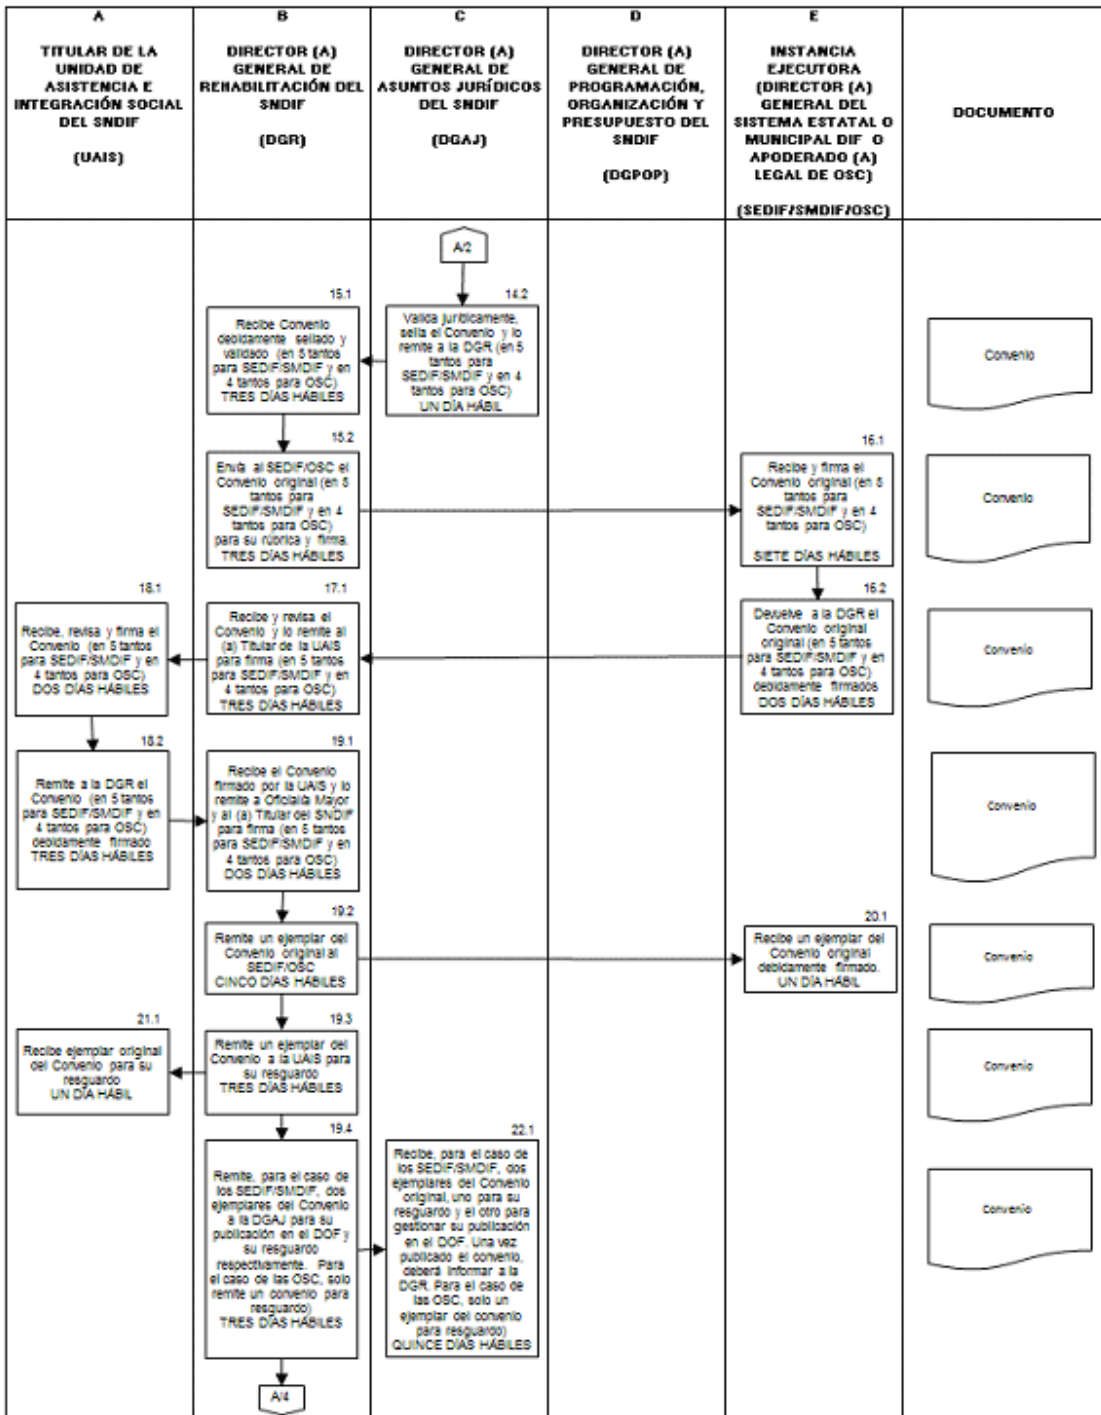 A
TITULAR DE LA
UNIDAD DE
ASISTENCIA E
INTEGRACIÓN SOCIAL
DEL SNDIF
(UAIS)
B
DIRECTOR (A)
GENERAL DE
REHABILITACIÓN DEL
SNDIF
(DGR)
C
DIRECTOR (A)
GENERAL DE
ASUNTOS JURÍDICOS
DEL SNDIF
(DGAJ)
D
DIRECTOR (A)
GENERAL DE
PROGRAMACIÓN,
ORGANIZACIÓN Y
PRESUPUESTO DEL
SNDIF
(DGPOP)
E
INSTANCIA
EJECUTORA
(DIRECTOR (A)
GENERAL DEL
SISTEMA ESTATAL O
MUNICIPAL DIF O
APODERADO (A)
LEGAL DE OSC)
(SEDIF/SMDIF/OSC)
DOCUMENTO
A/2
14.2
Valida jurídicamente,
sella el Convenio y lo
remite a la DGR (en 5
tantos para
SEDIF/SMDIF y en 4
tantos para OSC)
UN DÍA HÁBIL
15.1
Recibe Convenio
debidamente sellado y
validado (en 5 tantos
para SEDIF/SMDIF y en
4 tantos para OSC)
TRES DÍAS HÁBILES
Convenio
15.2
Envía al SEDIF/OSC el
Convenio original (en 5
tantos para
SEDIF/SMDIF y en 4
tantos para OSC)
para su rúbrica y firma.
TRES DÍAS HÁBILES
16.1
Recibe y firma el
Convenio original (en 5
tantos para
SEDIF/SMDIF y en 4
tantos para OSC)
SIETE DÍAS HÁBILES
Convenio
16.2
Devuelve a la DGR el
Convenio original
original (en 5 tantos
para SEDIF/SMDIF y en
4 tantos para OSC)
debidamente firmados
DOS DÍAS HÁBILES
17.1
Recibe y revisa el
Convenio y lo remite al
(a) Titular de la UAIS
para firma (en 5 tantos
para SEDIF/SMDIF y en
4 tantos para OSC)
TRES DÍAS HÁBILES
18.1
Recibe, revisa y firma el
Convenio (en 5 tantos
para SEDIF/SMDIF y en
4 tantos para OSC)
DOS DÍAS HÁBILES
Convenio
18.2
Remite a la DGR el
Convenio (en 5 tantos
para SEDIF/SMDIF y en
4 tantos para OSC)
debidamente firmado
TRES DÍAS HÁBILES
19.1
Recibe el Convenio
firmado por la UAIS y lo
remite a Oficialía Mayor
y al (a) Titular del SNDIF
para firma (en 5 tantos
para SEDIF/SMDIF y en
4 tantos para OSC)
DOS DÍAS HÁBILES
Convenio
19.2
Remite un ejemplar del
Convenio original al
SEDIF/OSC
CINCO DÍAS HÁBILES
20.1
Recibe un ejemplar del
Convenio original
debidamente firmado.
UN DÍA HÁBIL
Convenio
19.3
Remite un ejemplar del
Convenio a la UAIS para
su resguardo
TRES DÍAS HÁBILES
21.1
Recibe ejemplar original
del Convenio para su
resguardo
UN DÍA HÁBIL
Convenio
19.4
Remite, para el caso de
los SEDIF/SMDIF, dos
ejemplares del Convenio
a la DGAJ para su
publicación en el DOF y
su resguardo
respectivamente. Para
el caso de las OSC, solo
remite un convenio para
resguardo)
TRES DÍAS HÁBILES
22.1
Recibe, para el caso de
los SEDIF/SMDIF, dos
ejemplares del Convenio
original, uno para su
resguardo y el otro para
gestionar su publicación
en el DOF. Una vez
publicado el convenio,
deberá informar a la
DGR. Para el caso de
las OSC, solo un
ejemplar del convenio
para resguardo)
QUINCE DÍAS HÁBILES
Convenio
A/4